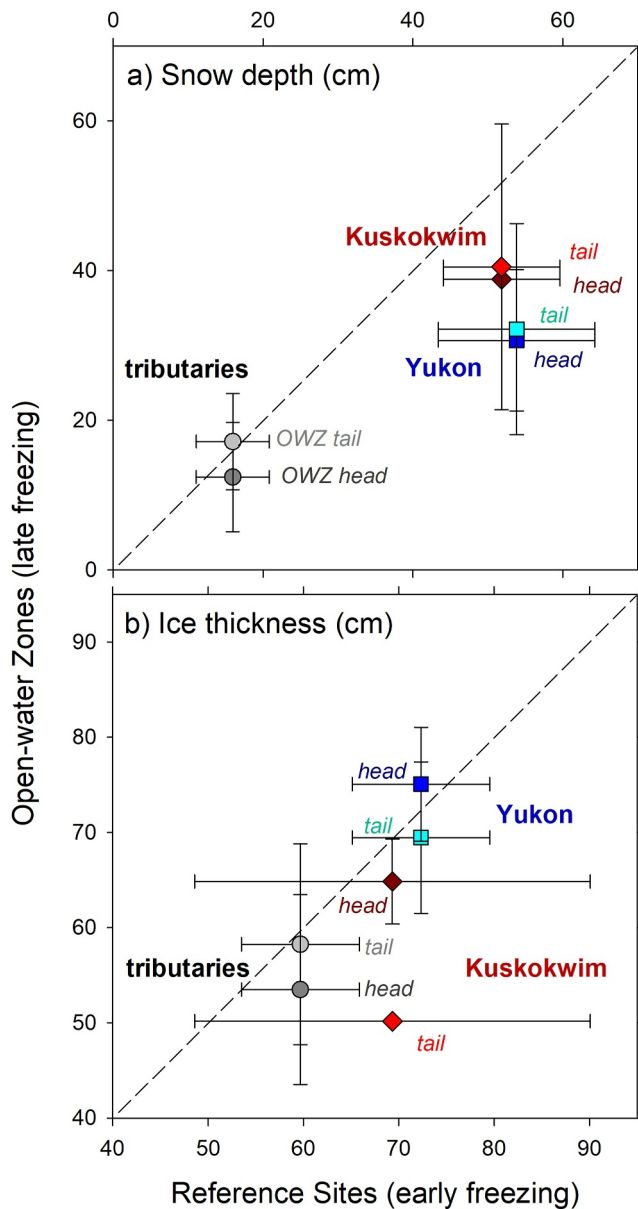 0 20 40 60
a) Snow depth (cm)
60
Kuskokwim
tail
40
head
tail
tributaries
Yukon
head
20
OWZ tail
OWZ head
0
Open-water Zones (late freezing)
b) Ice thickness (cm)
90
80
head
Yukon
70
tail
head
60
tributaries
tail
Kuskokwim
head
50
tail
40
40 50 60 70 80 90
Reference Sites (early freezing)